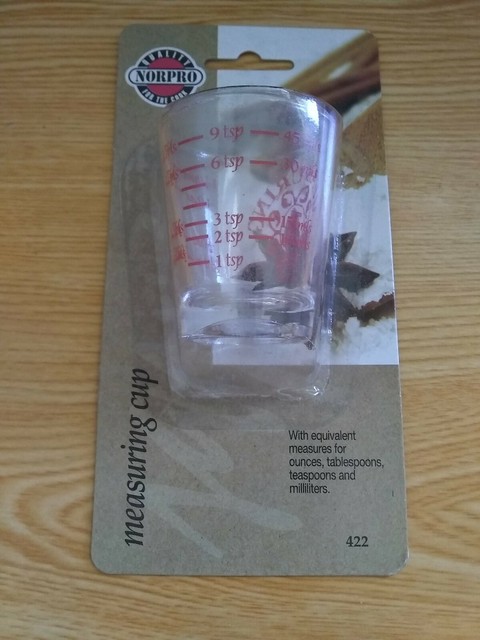 QUALITY
NORPRO
FOR THE COOK
9 tsp
6 tsp
3 tsp
2 tsp
1 tsp
measuring cup
With equivalent
measures for
ounces, tablespoons,
teaspoons and
milliliters.
422